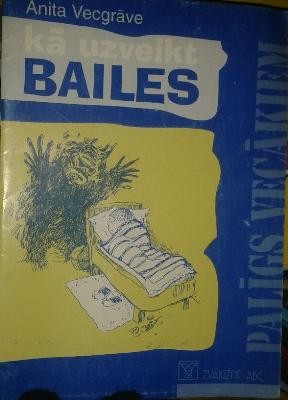 Anita Vecgrāve
kā uzveikt
BAILES
PALĪGS VECĀKIEM
ZVAIGZNE ABC